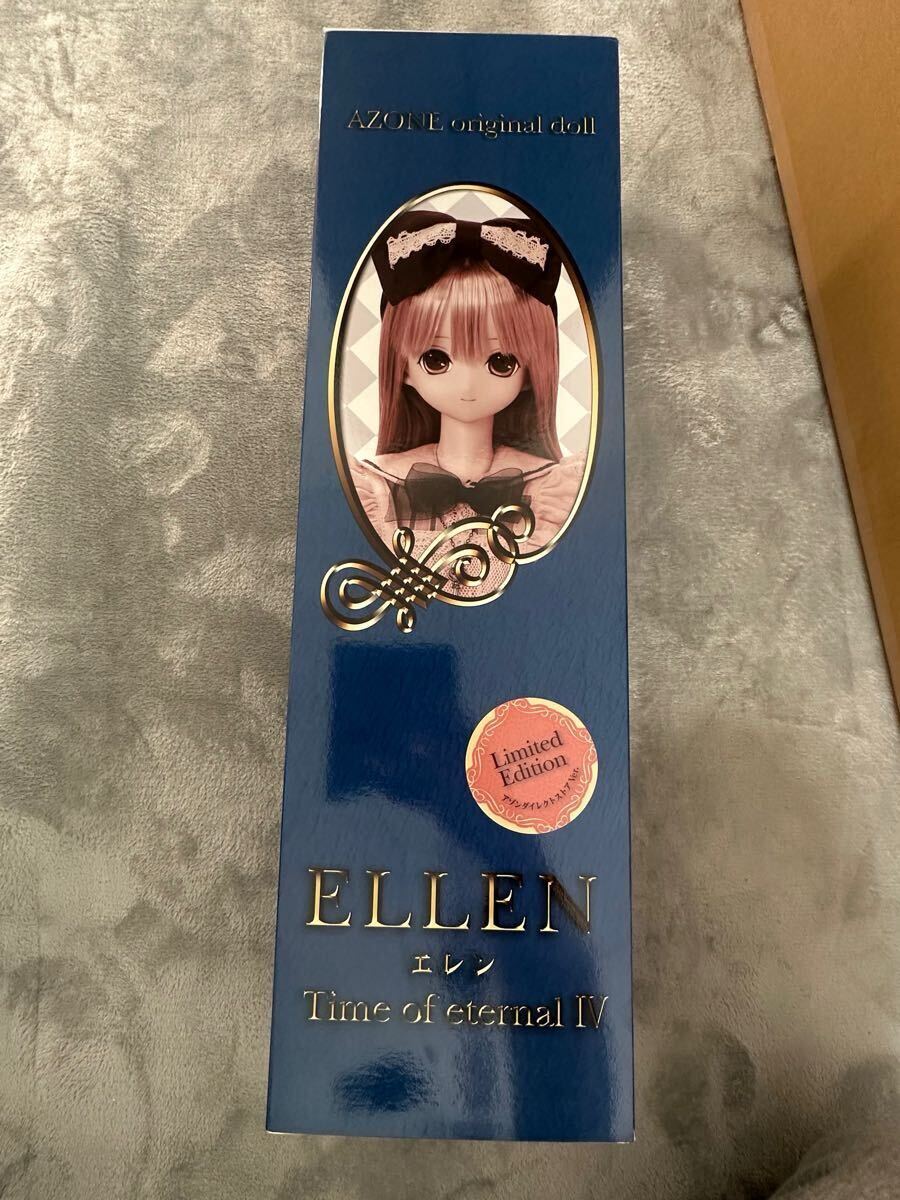 AZONE original doll
Limited
Edition
アゾンダイレクトストアVer.
ELLEN
エレン
Time of eternal IV